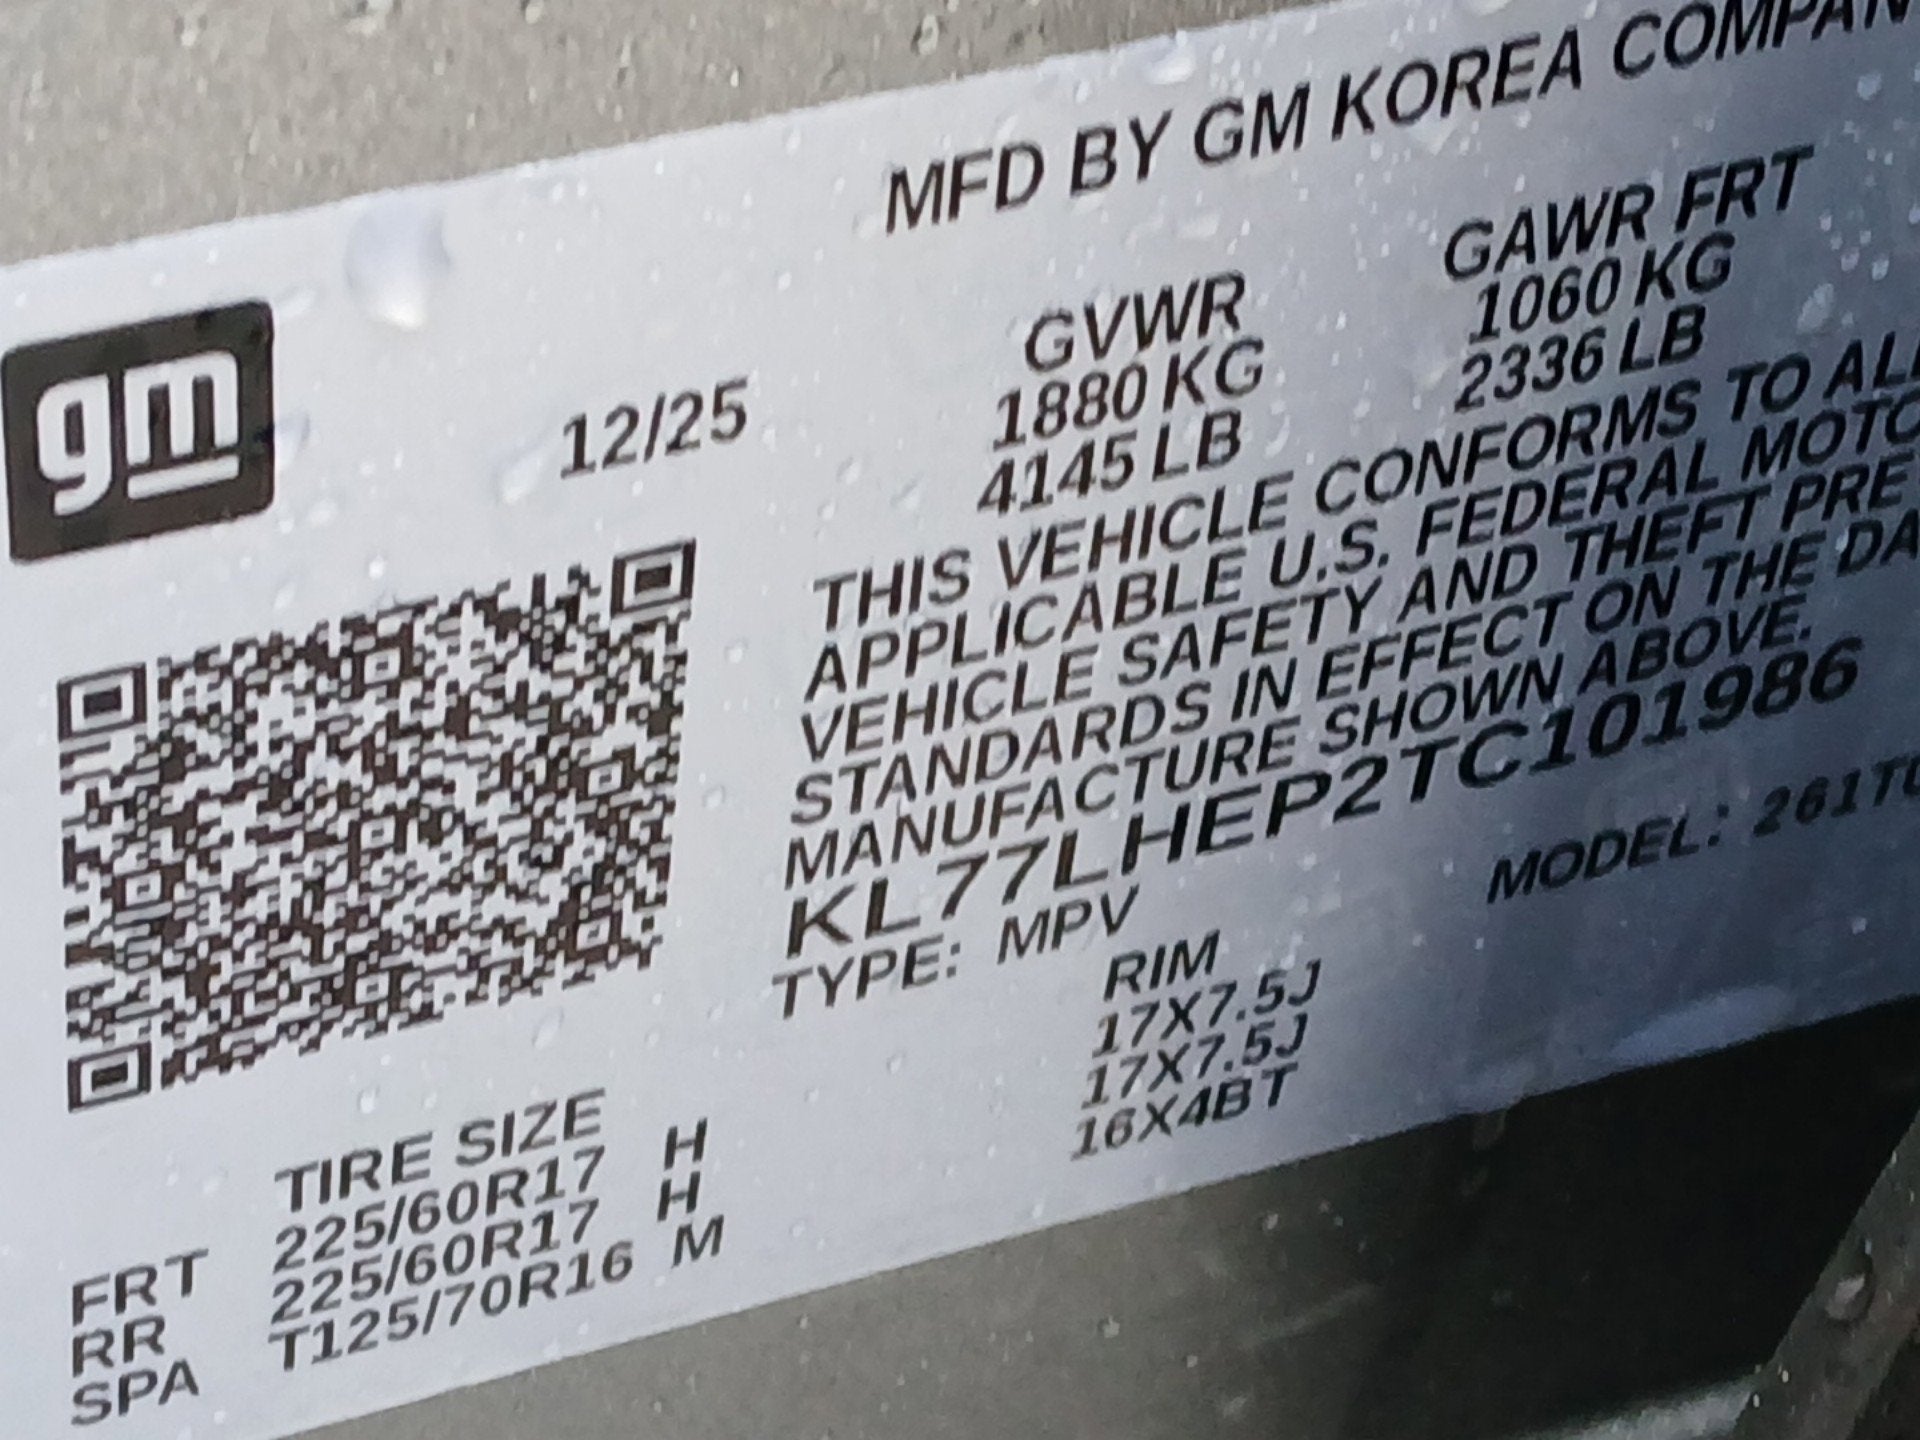 MFD BY GM KOREA COMPAN
gm
12/25
GVWR
1880 KG
4145 LB
GAWR FRT
1060 KG
2336 LB
THIS VEHICLE CONFORMS TO ALL
APPLICABLE U.S. FEDERAL MOTO
VEHICLE SAFETY AND THEFT PRE
STANDARDS IN EFFECT ON THE DA
MANUFACTURE SHOWN ABOVE.
KL77LHEP2TC101986
TYPE: MPV
MODEL: 261TU
TIRE SIZE RIM
FRT 225/60R17 H 17X7.5J
RR 225/60R17 H 17X7.5J
SPA T125/70R16 M 16X4BT